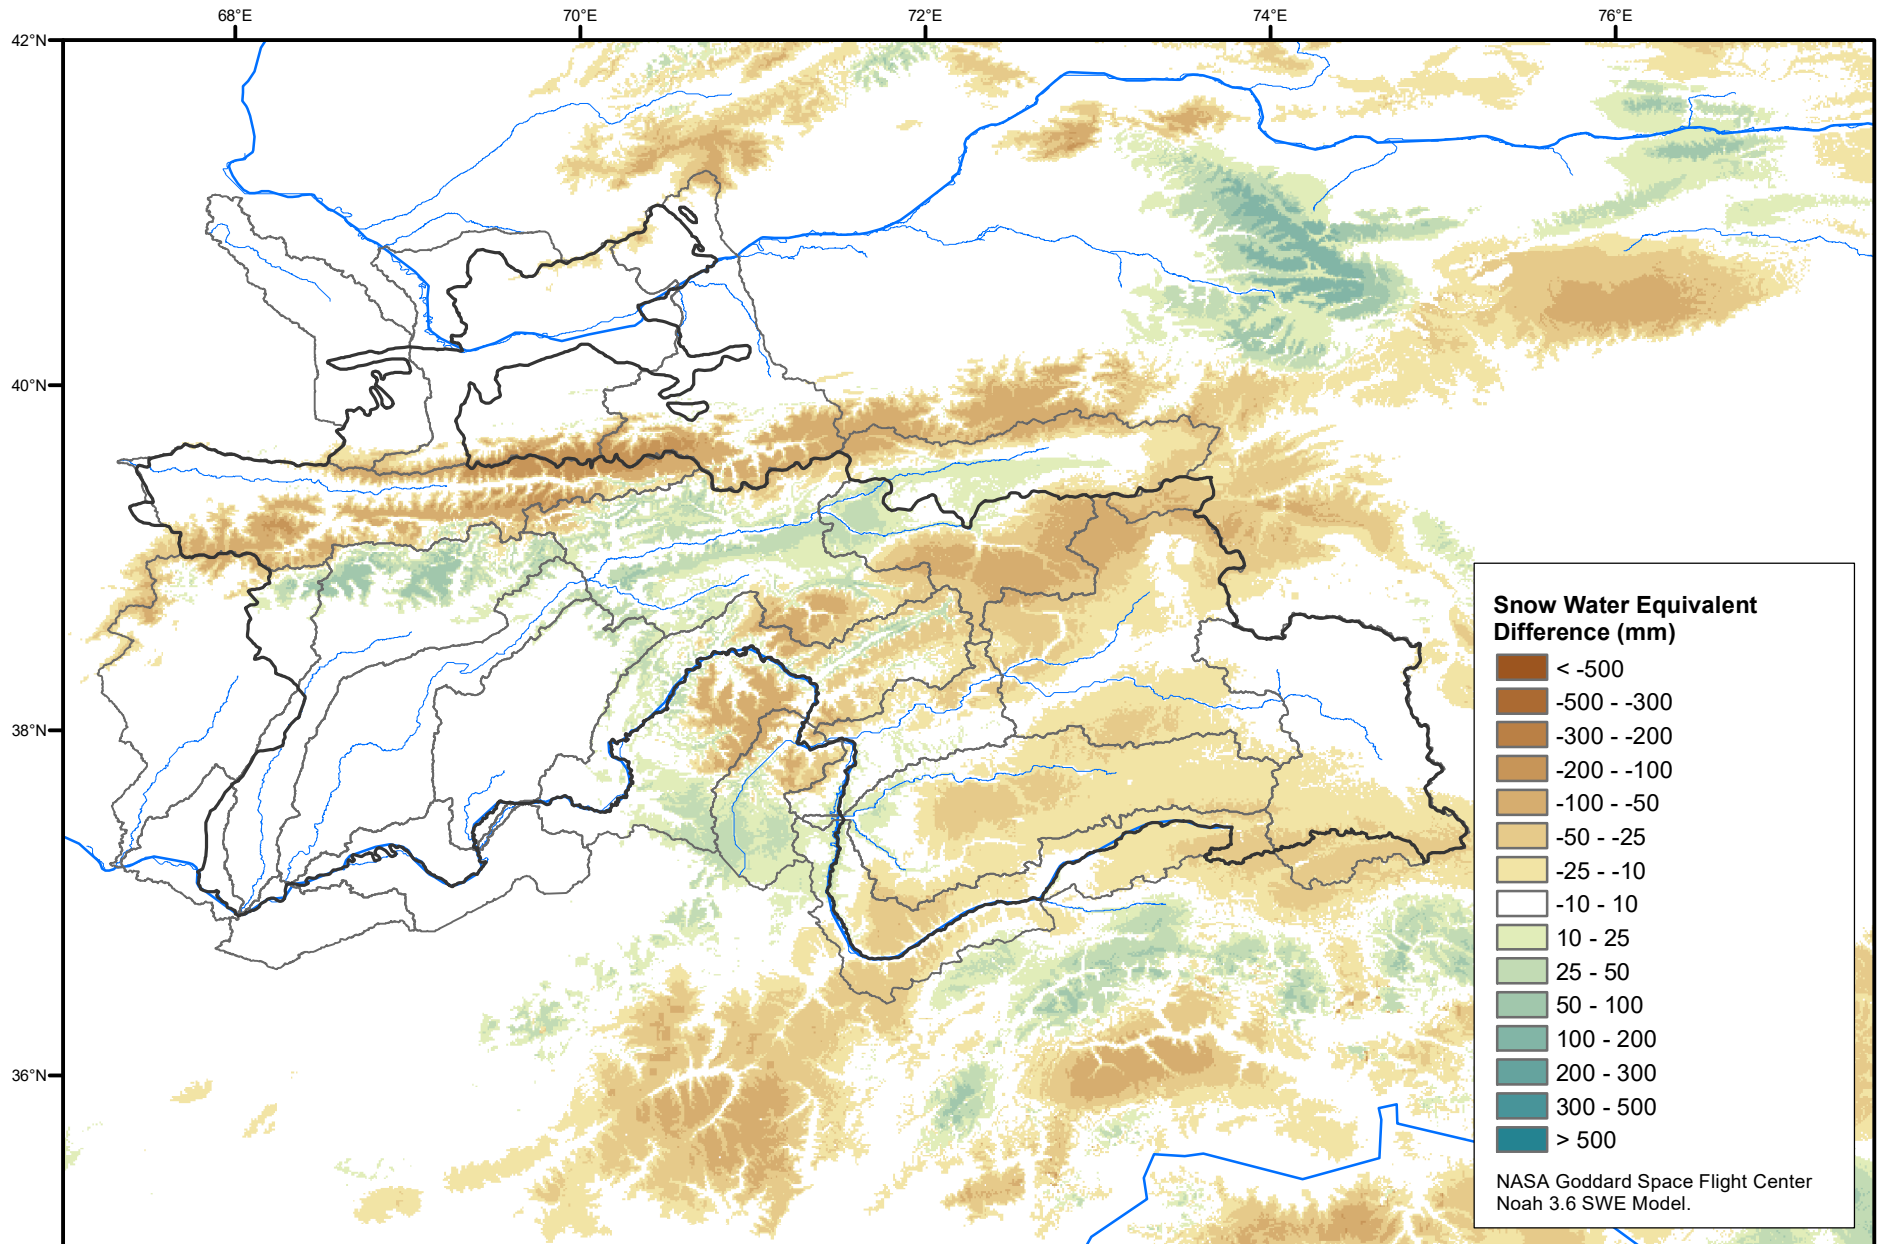 68°E
70°E
72°E
74°E
76°E
42°N
40°N
38°N
36°N
Snow Water Equivalent
Difference (mm)
< -500
-500 - -300
-300 - -200
-200 - -100
-100 - -50
-50 - -25
-25 - -10
-10 - 10
10 - 25
25 - 50
50 - 100
100 - 200
200 - 300
300 - 500
> 500
NASA Goddard Space Flight Center
Noah 3.6 SWE Model.